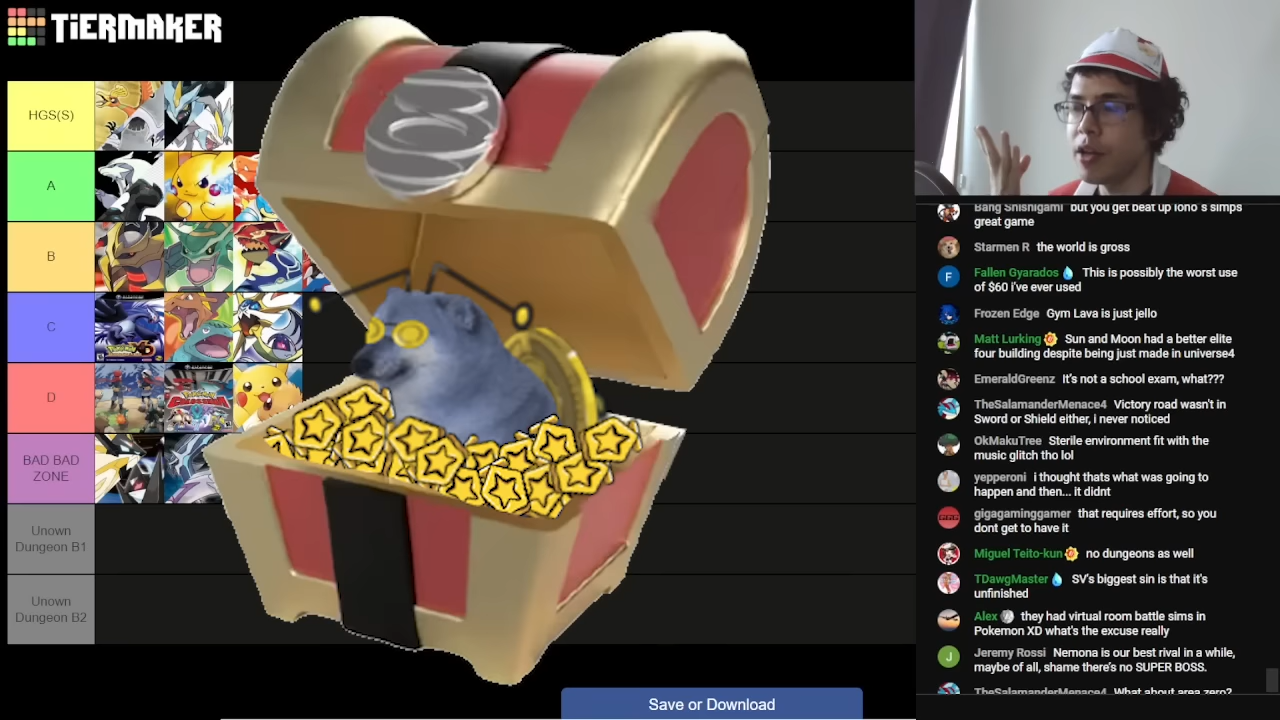 TIERMAKER
HGS(S)
A
B
C
D
BAD BAD
ZONE
Unown
Dungeon B1
Unown
Dungeon B2
Save or Download
Bang Shishigami but you get beat up Iono's simps
great game
Starmen R the world is gross
Fallen Gyarados This is possibly the worst use
of $60 i've ever used
Frozen Edge Gym Lava is just jello
Matt Lurking Sun and Moon had a better elite
four building despite being just made in universe4
EmeraldGreenz It's not a school exam, what???
TheSalamanderMenace4 Victory road wasn't in
Sword or Shield either, i never noticed
OkMakuTree Sterile environment fit with the
music glitch tho lol
yepperoni i thought thats what was going to
happen and then... it didnt
gigagaminggamer that requires effort, so you
dont get to have it
Miguel Teito-kun no dungeons as well
TDawgMaster SV's biggest sin is that it's
unfinished
Alex they had virtual room battle sims in
Pokemon XD what's the excuse really
Jeremy Rossi Nemona is our best rival in a while,
maybe of all, shame there's no SUPER BOSS.
TheSalamanderMenace4 What about area zero?